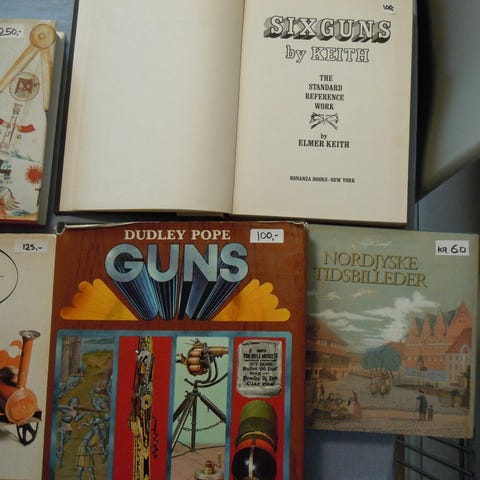 250,-
100,-
SIXGUNS
by KEITH
THE
STANDARD
REFERENCE
WORK
by
ELMER KEITH
BONANZA BOOKS · NEW YORK
125,-
DUDLEY POPE
100,-
GUNS
KR 60
NORDJYSKE
TIDSBILLEDER